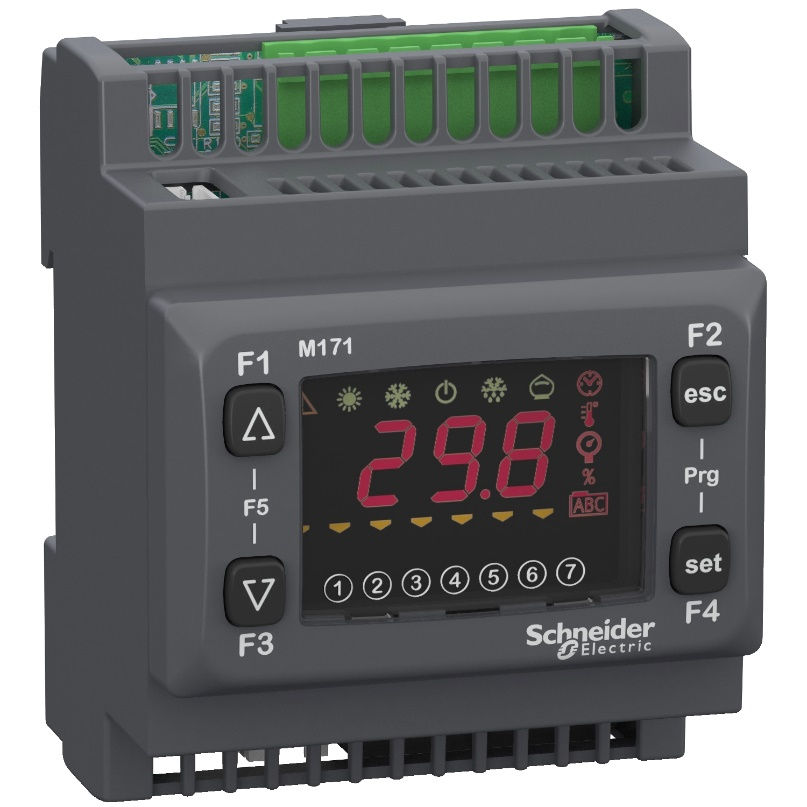 F1
M171
F2
esc
29.8
%
F5
Prg
ABC
set
1 2 3 4 5 6 7
F3
F4
Schneider
Electric